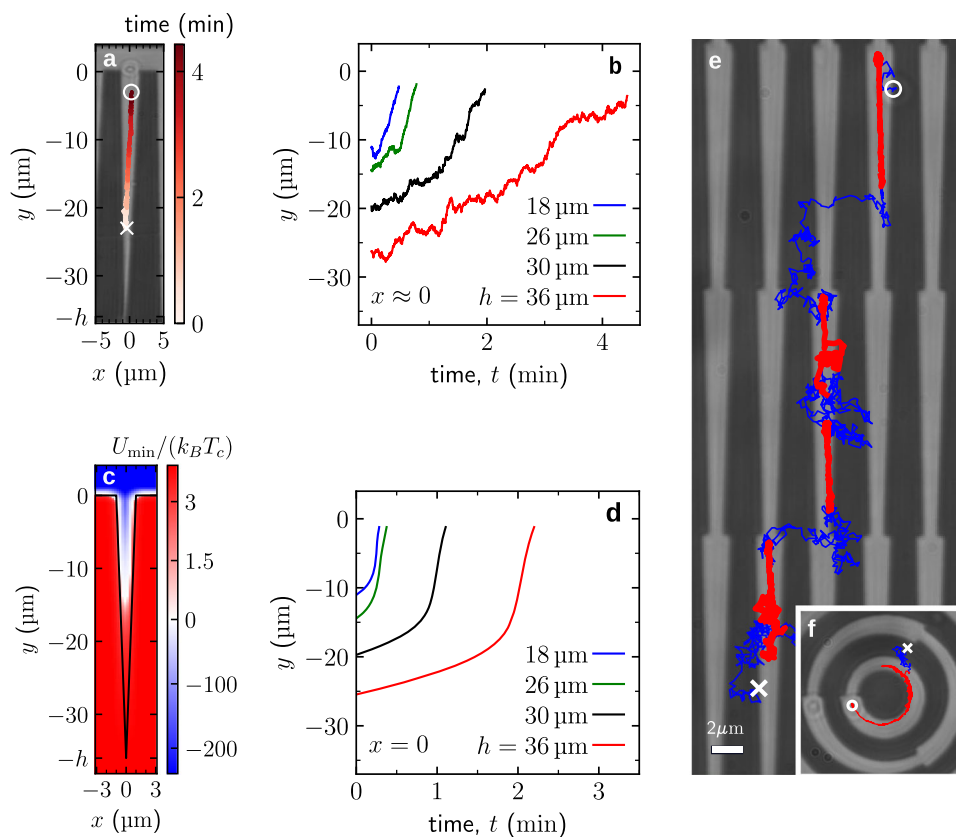 time (min)
a
0
−10
−20
−30
−h
y (µm)
−5
0
5
x (µm)
4
2
0
b
0
−10
−20
−30
y (µm)
18 µm
26 µm
30 µm
x ≈ 0
h = 36 µm
0
2
4
time, t (min)
U_min/(k_B T_c)
c
0
−10
−20
−30
−h
y (µm)
−3
0
3
x (µm)
3
1.5
0
−100
−200
d
0
−10
−20
−30
y (µm)
18 µm
26 µm
30 µm
x = 0
h = 36 µm
0
1
2
3
time, t (min)
e
2µm
f